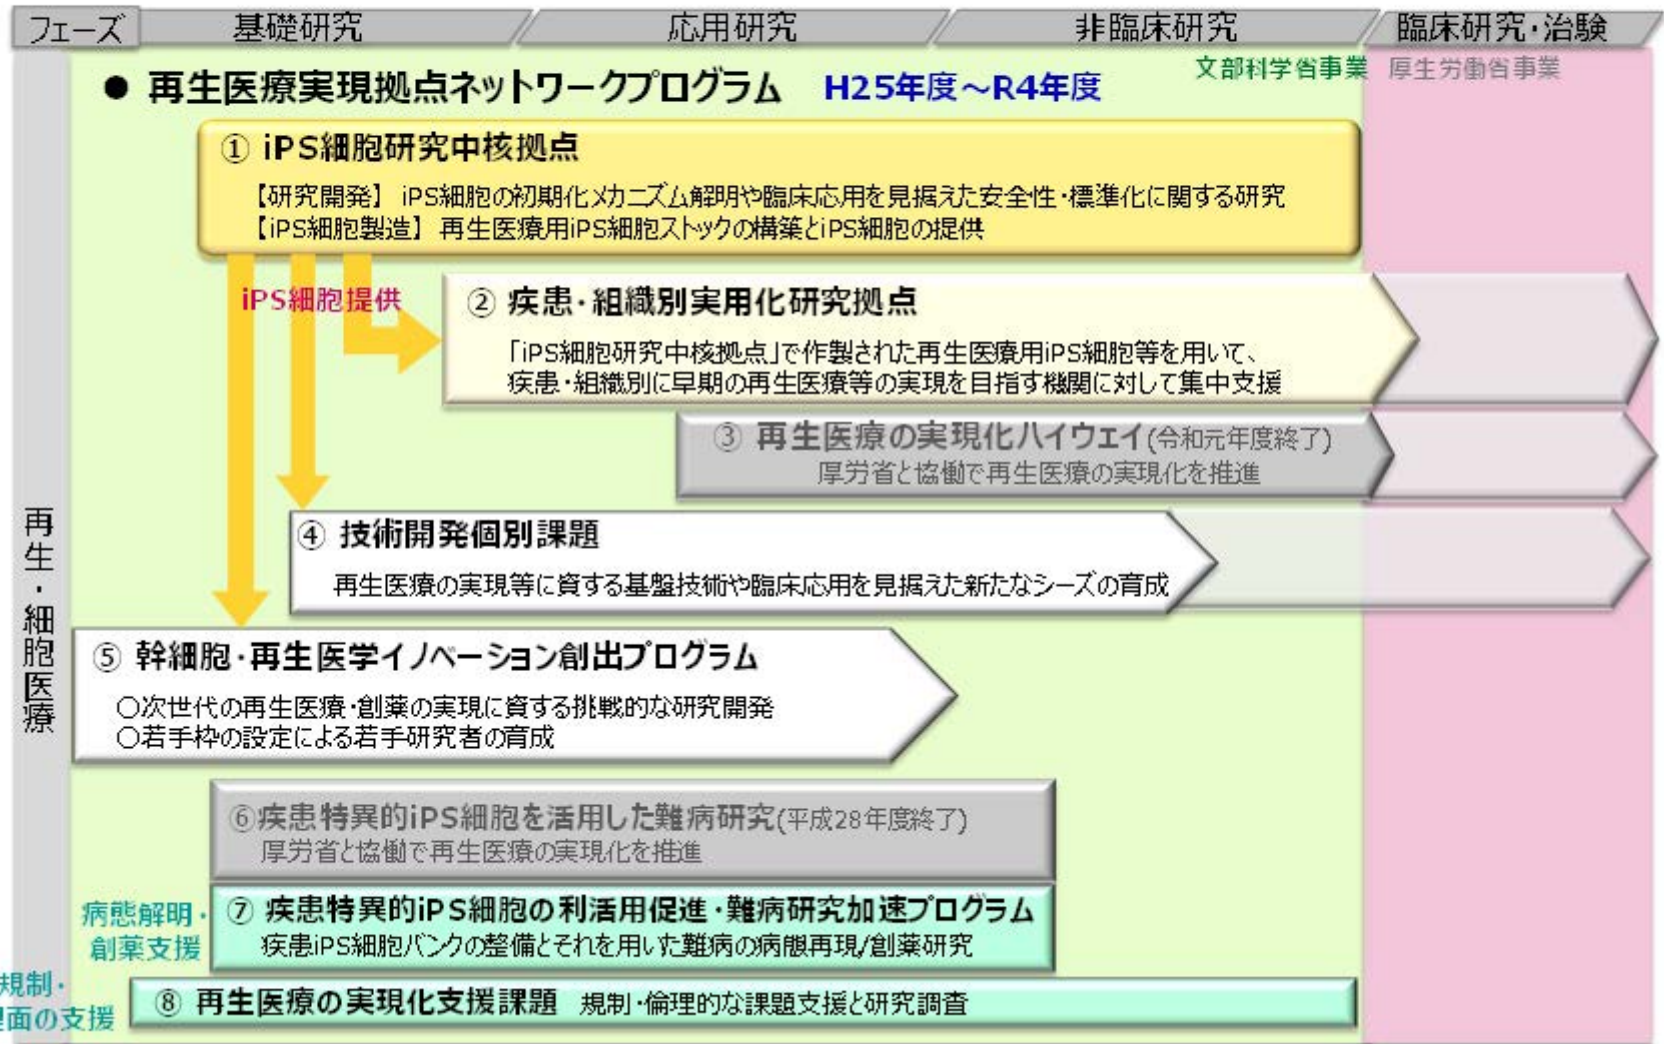 フェーズ
基礎研究
応用研究
非臨床研究
臨床研究・治験
文部科学省事業
厚生労働省事業
● 再生医療実現拠点ネットワークプログラム H25年度~R4年度
① iPS細胞研究中核拠点
【研究開発】 iPS細胞の初期化メカニズム解明や臨床応用を見据えた安全性・標準化に関する研究
【iPS細胞製造】 再生医療用iPS細胞ストックの構築とiPS細胞の提供
iPS細胞提供
② 疾患・組織別実用化研究拠点
「iPS細胞研究中核拠点」で作製された再生医療用iPS細胞等を用いて、
疾患・組織別に早期の再生医療等の実現を目指す機関に対して集中支援
③ 再生医療の実現化ハイウェイ(令和元年度終了)
厚労省と協働で再生医療の実現化を推進
④ 技術開発個別課題
再生医療の実現等に資する基盤技術や臨床応用を見据えた新たなシーズの育成
再生・細胞医療
⑤ 幹細胞・再生医学イノベーション創出プログラム
○次世代の再生医療・創薬の実現に資する挑戦的な研究開発
○若手枠の設定による若手研究者の育成
⑥疾患特異的iPS細胞を活用した難病研究(平成28年度終了)
厚労省と協働で再生医療の実現化を推進
病態解明・
創薬支援
⑦ 疾患特異的iPS細胞の利活用促進・難病研究加速プログラム
疾患iPS細胞バンクの整備とそれを用いた難病の病態再現/創薬研究
規制・
面の支援
⑧ 再生医療の実現化支援課題 規制・倫理的な課題支援と研究調査